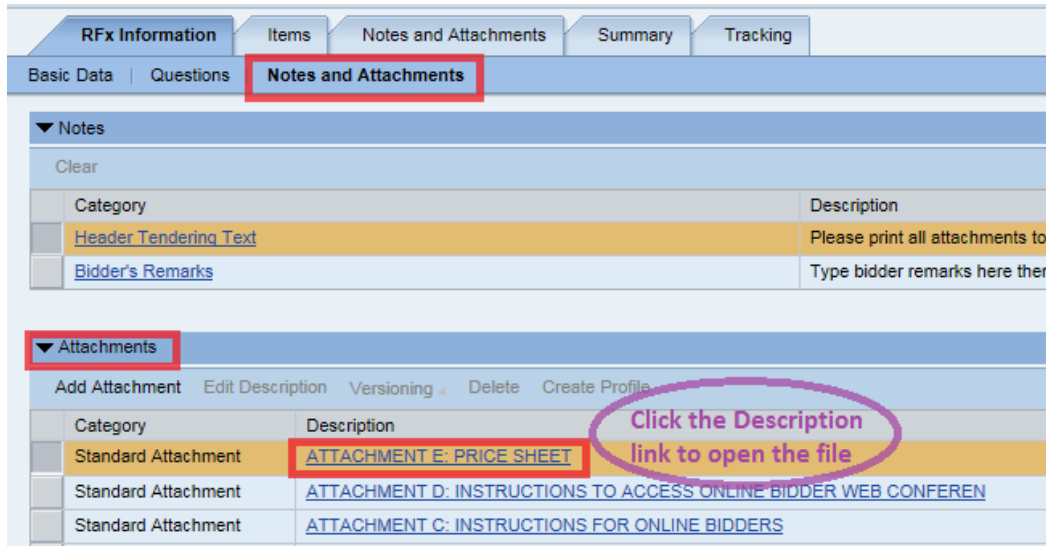 RFx Information Items Notes and Attachments Summary Tracking
Basic Data | Questions Notes and Attachments
Notes
Clear
Category Description
Header Tendering Text Please print all attachments to
Bidder's Remarks Type bidder remarks here ther
Attachments
Add Attachment Edit Description Versioning Delete Create Profile
Category Description
Click the Description
Standard Attachment ATTACHMENT E: PRICE SHEET
link to open the file
Standard Attachment ATTACHMENT D: INSTRUCTIONS TO ACCESS ONLINE BIDDER WEB CONFEREN
Standard Attachment ATTACHMENT C: INSTRUCTIONS FOR ONLINE BIDDERS